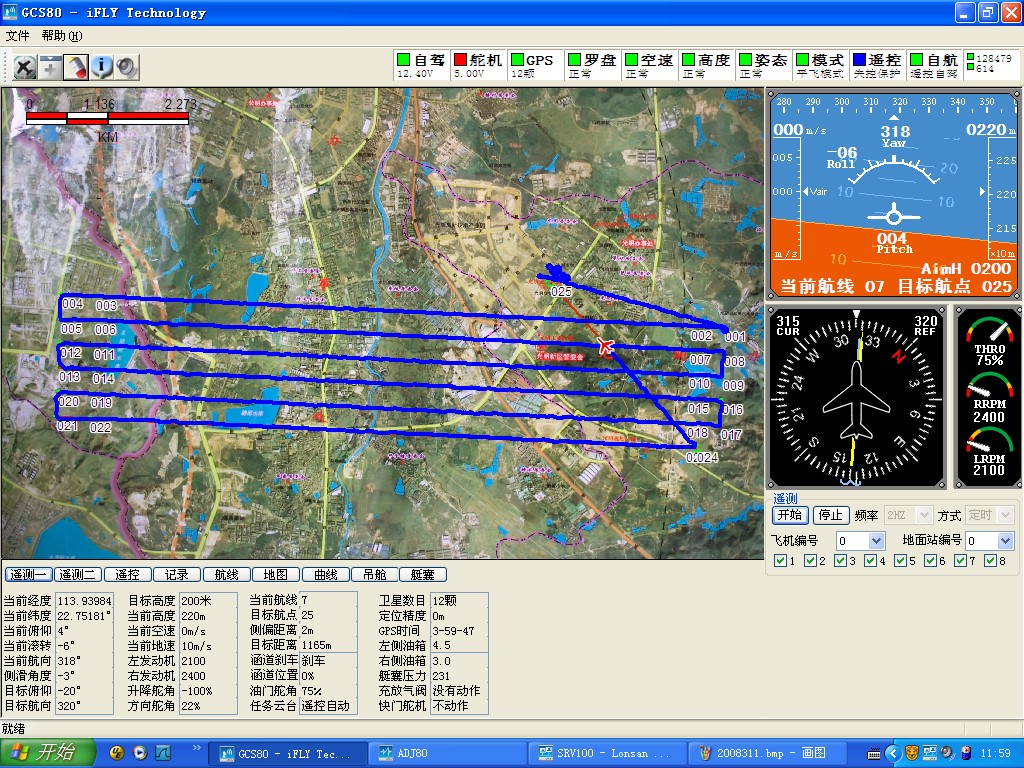 GCS80 - iFLY Technology
文件 帮助(H)
自驾 舵机 GPS 罗盘 空速 高度 姿态 模式 遥控 自航 128479
12.40V 5.00V 12颗 正常 正常 正常 正常 平飞模式 失控保护 遥控自驾 614
0 1.136 2.273
KM
280 290 300 310 320 330 340 350
000 m/s 318 0220 m
Yaw
005 -06 20 225
Roll
000 Vair 10 10 220
004 215
Pitch
m/s 10 ×10m
AimH 0200
当前航线 07 目标航点 025
025
004 003
005 006
002 001
012 011
007 008
013 014
010 009
020 019
015 016
021 022
018 017
024
光明新区管委会
315 320
CUR REF
30 33 N 3 6 E 12 15 S 21 24 W
THRO
75%
RRPM
2400
LRPM
2100
遥测
开始 停止 频率 2HZ 方式 定时
飞机编号 0 地面站编号 0
1 2 3 4 5 6 7 8
遥测一 遥测二 遥控 记录 航线 地图 曲线 吊舱 艇囊
当前经度 113.93984 目标高度 200米 当前航线 7 卫星数目 12颗
当前纬度 22.75181° 当前高度 220m 目标航点 25 定位精度 0m
当前俯仰 4° 当前空速 0m/s 侧偏距离 2m GPS时间 3-59-47
当前滚转 -6° 当前地速 10m/s 目标距离 1165m 左侧油箱 4.5
当前航向 318° 左发动机 2100 涵道刹车 刹车 右侧油箱 3.0
侧滑角度 -3° 右发动机 2400 涵道位置 0% 艇囊压力 231
目标俯仰 -20° 升降舵角 -100% 油门舵角 75% 充放气阀 没有动作
目标航向 320° 方向舵角 22% 任务云台 遥控自动 快门舵机 不动作
就绪
开始 GCS80 - iFLY Tec... ADJ80 SRV100 - Lonsan ... 2008311.bmp - 画图 11:59